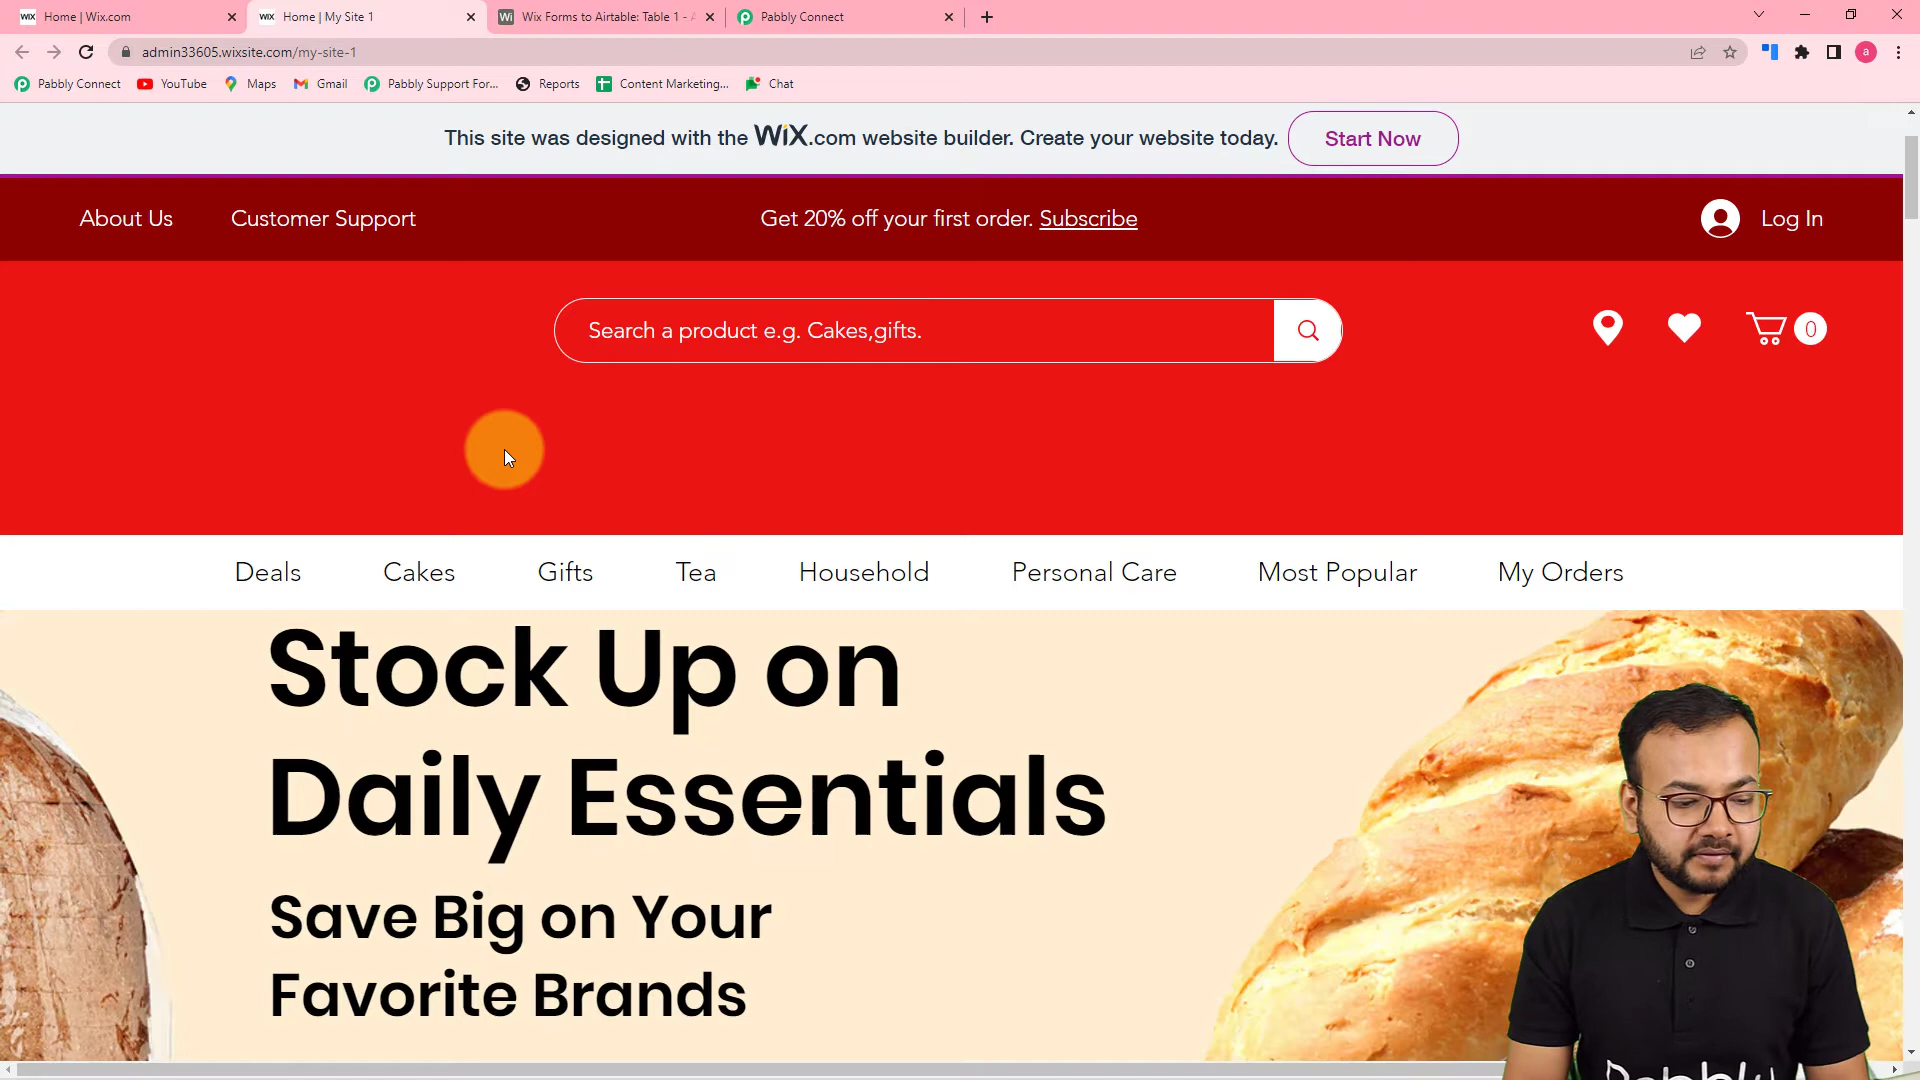 WiX Home | Wix.com
WiX Home | My Site 1
Wi Wix Forms to Airtable: Table 1 - A
Pabbly Connect
admin33605.wixsite.com/my-site-1
a
Pabbly Connect YouTube Maps Gmail Pabbly Support For... Reports Content Marketing... Chat
This site was designed with the WiX.com website builder. Create your website today. Start Now
About Us Customer Support Get 20% off your first order. Subscribe Log In
Search a product e.g. Cakes,gifts. 0
Deals Cakes Gifts Tea Household Personal Care Most Popular My Orders
Stock Up on
Daily Essentials
Save Big on Your
Favorite Brands